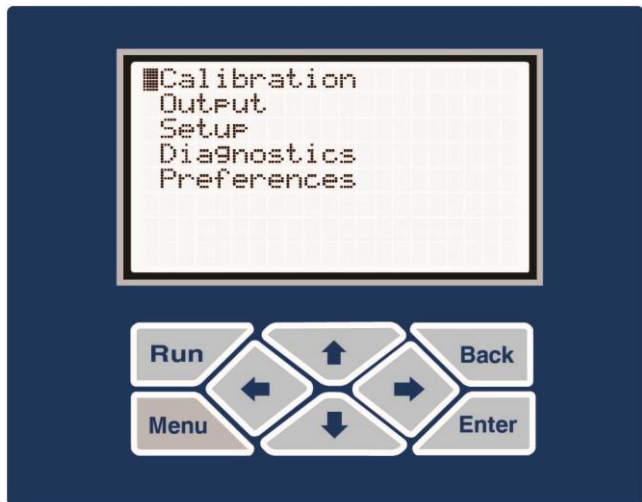 Calibration
Output
Setup
Diagnostics
Preferences
Run
Back
Menu
Enter